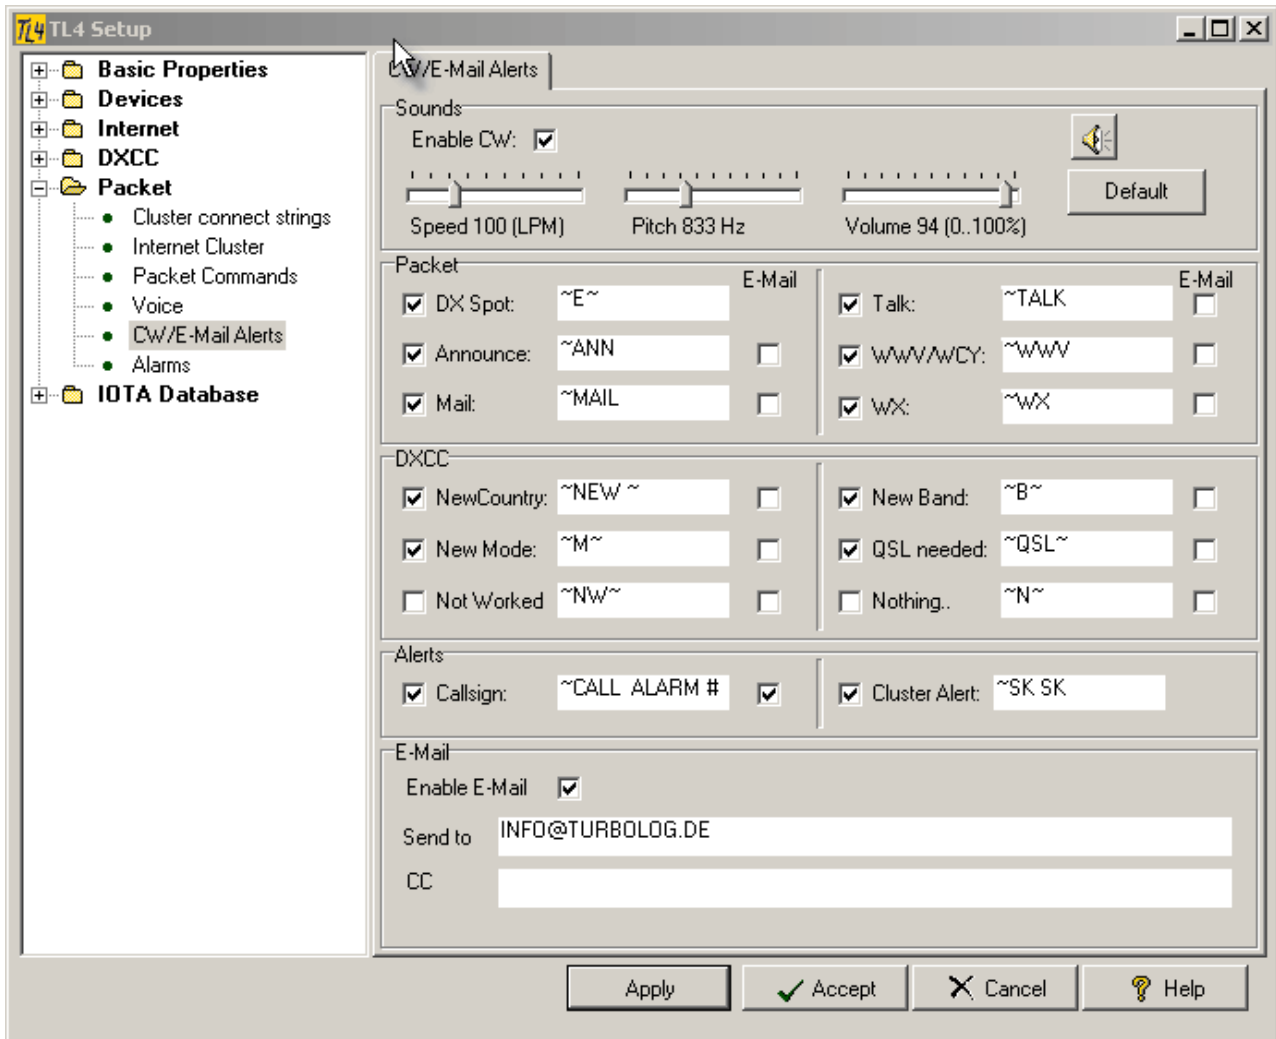 TL4 TL4 Setup
Basic Properties
Devices
Internet
DXCC
Packet
Cluster connect strings
Internet Cluster
Packet Commands
Voice
CW/E-Mail Alerts
Alarms
IOTA Database
CW/E-Mail Alerts
Sounds
Enable CW:
Default
Speed 100 (LPM) Pitch 833 Hz Volume 94 (0..100%)
Packet
E-Mail E-Mail
DX Spot: ~E~ Talk: ~TALK
Announce: ~ANN WWV/WCY: ~WWV
Mail: ~MAIL WX: ~WX
DXCC
NewCountry: ~NEW ~ New Band: ~B~
New Mode: ~M~ QSL needed: ~QSL~
Not Worked ~NW~ Nothing.. ~N~
Alerts
Callsign: ~CALL ALARM # Cluster Alert: ~SK SK
E-Mail
Enable E-Mail
Send to INFO@TURBOLOG.DE
CC
Apply Accept Cancel Help